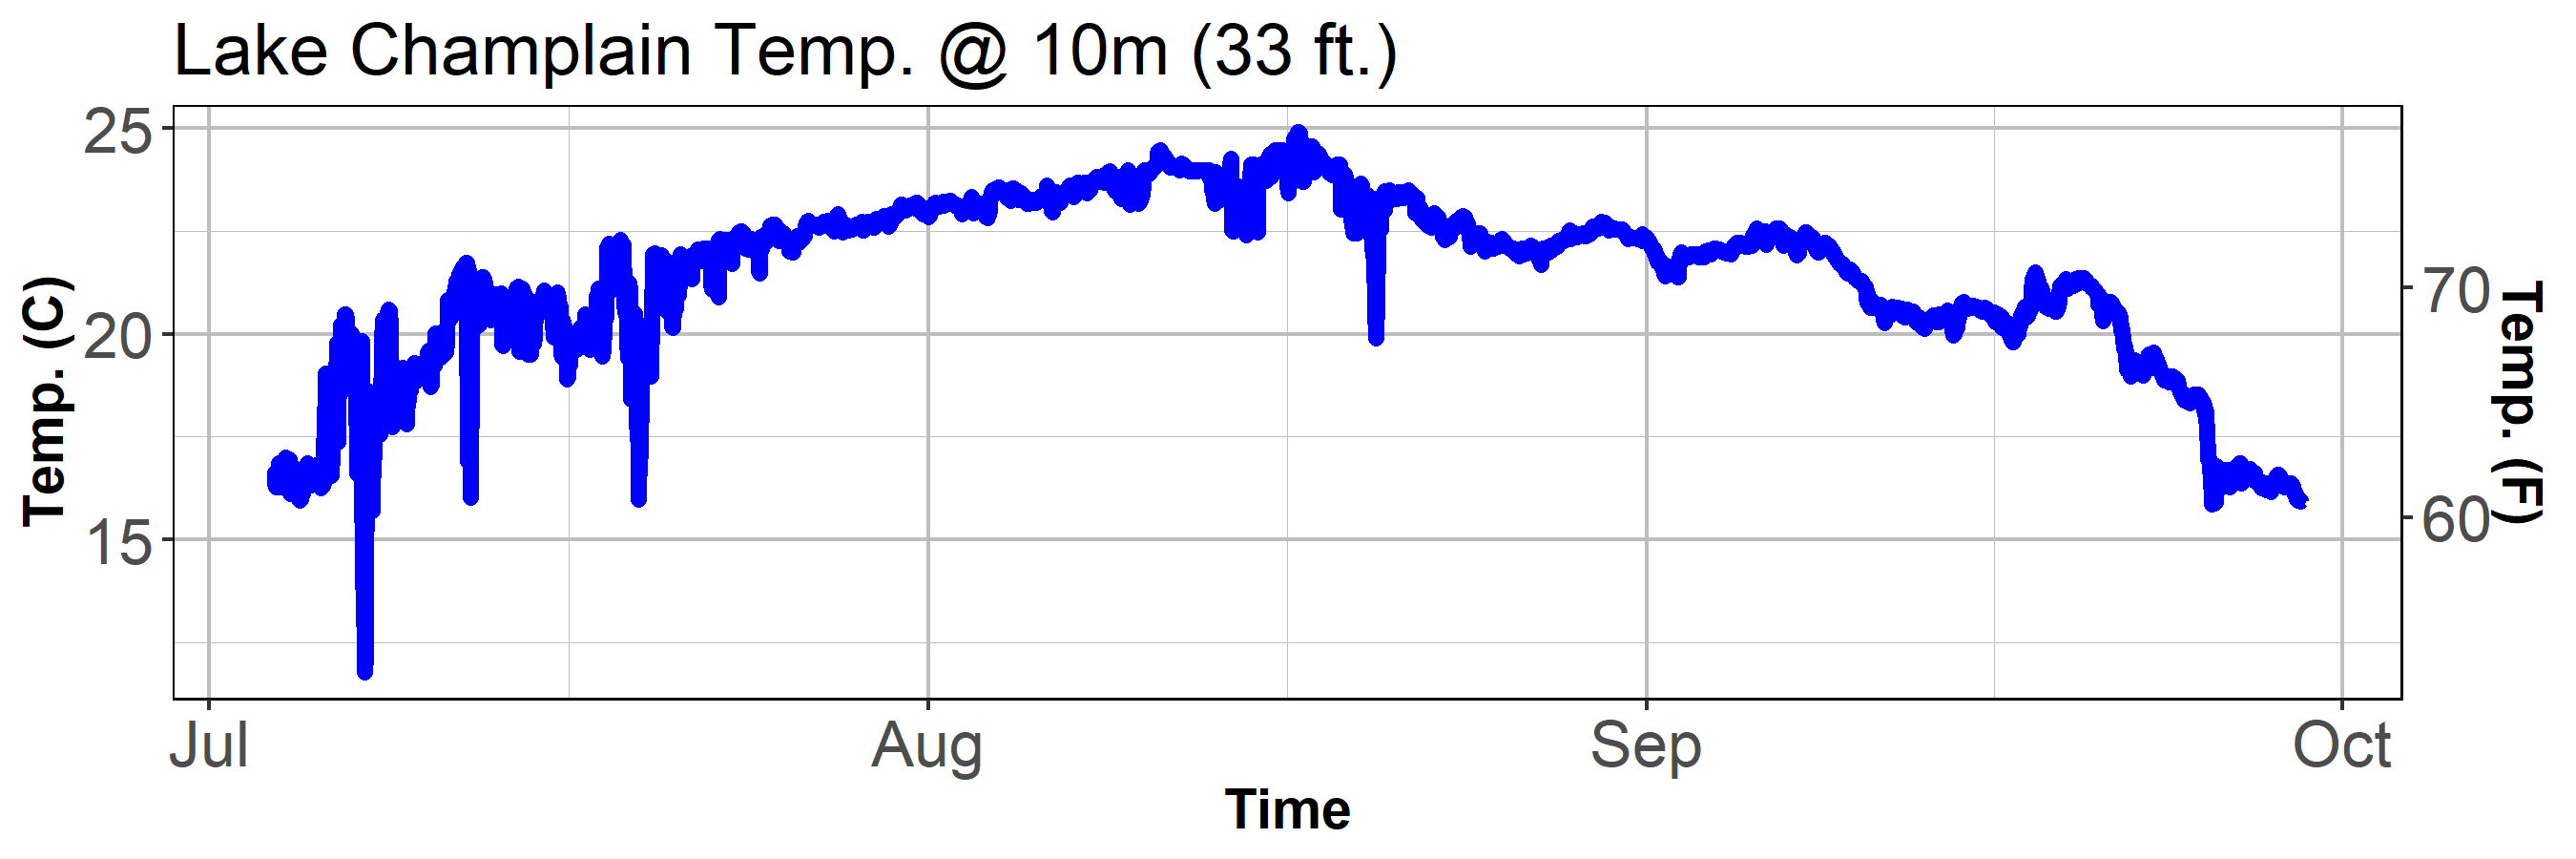 Lake Champlain Temp. @ 10m (33 ft.)
Temp. (C)
25
20
15
70
60
Temp. (F)
Jul Aug Sep Oct
Time